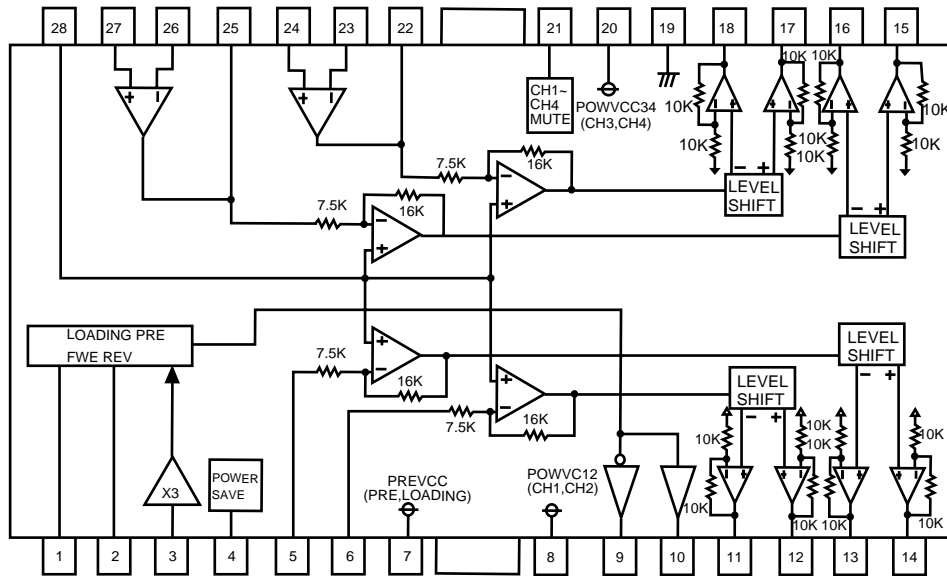 28 27 26 25 24 23 22 21 20 19 18 17 16 15
CH1~
CH4
MUTE
POWVCC34
(CH3,CH4)
10K
10K
10K
10K
10K
10K
10K
10K
7.5K
16K
7.5K
16K
LEVEL
SHIFT
LEVEL
SHIFT
LOADING PRE
FWE REV
7.5K
16K
7.5K
16K
LEVEL
SHIFT
LEVEL
SHIFT
X3
POWER
SAVE
PREVCC
(PRE,LOADING)
POWVC12
(CH1,CH2)
10K
10K
10K
10K
10K
10K
10K
10K
1 2 3 4 5 6 7 8 9 10 11 12 13 14